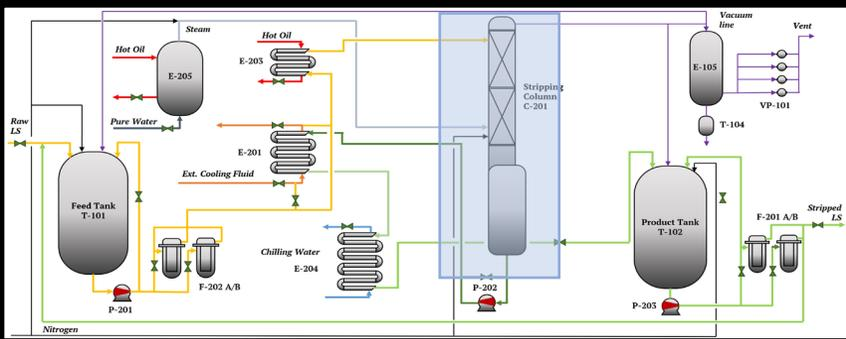 Vacuum
line
Vent
Steam
Hot Oil
Hot Oil
E-203
E-205
E-105
VP-101
Stripping
Column
C-201
Raw
LS
Pure Water
T-104
E-201
Ext. Cooling Fluid
Feed Tank
T-101
Product Tank
T-102
Stripped
LS
F-201 A/B
Chilling Water
E-204
F-202 A/B
P-202
P-201
P-203
Nitrogen